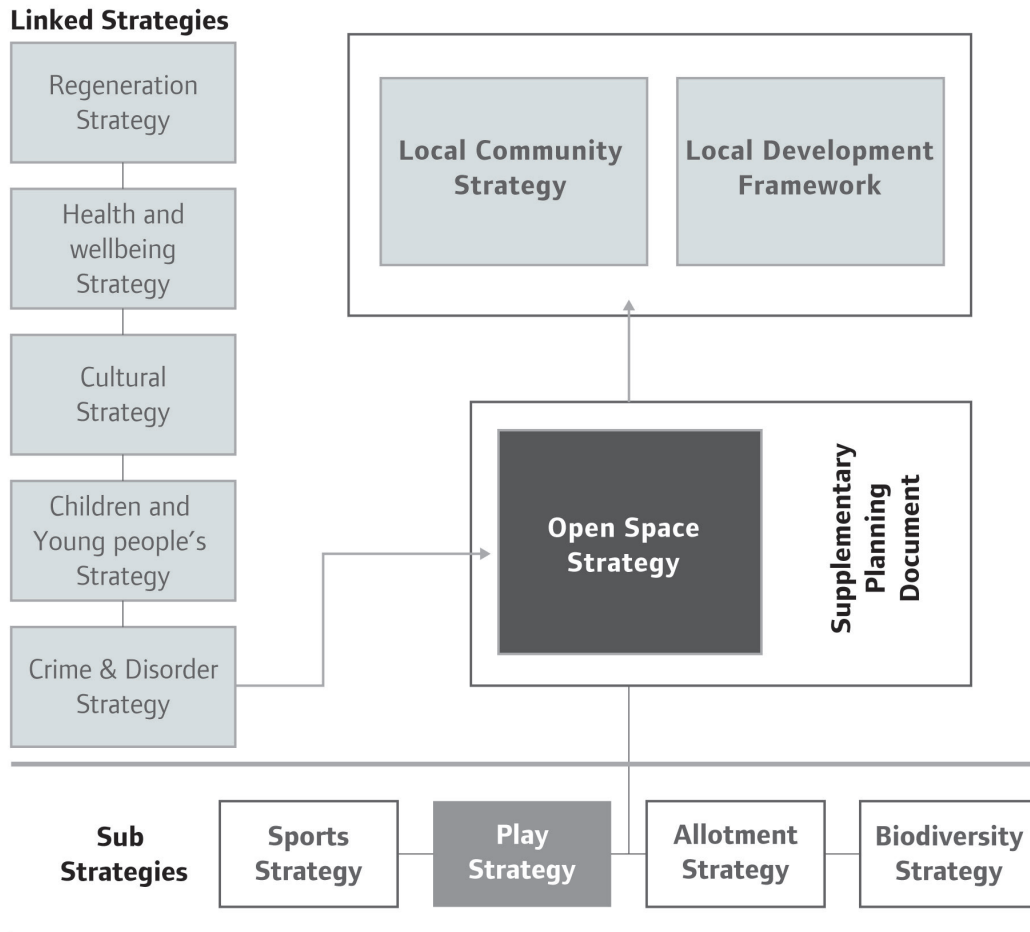 Linked Strategies
Regeneration
Strategy
Health and
wellbeing
Strategy
Cultural
Strategy
Children and
Young people´s
Strategy
Crime & Disorder
Strategy
Local Community
Strategy
Local Development
Framework
Open Space
Strategy
Supplementary
Planning
Document
Sub
Strategies
Sports
Strategy
Play
Strategy
Allotment
Strategy
Biodiversity
Strategy